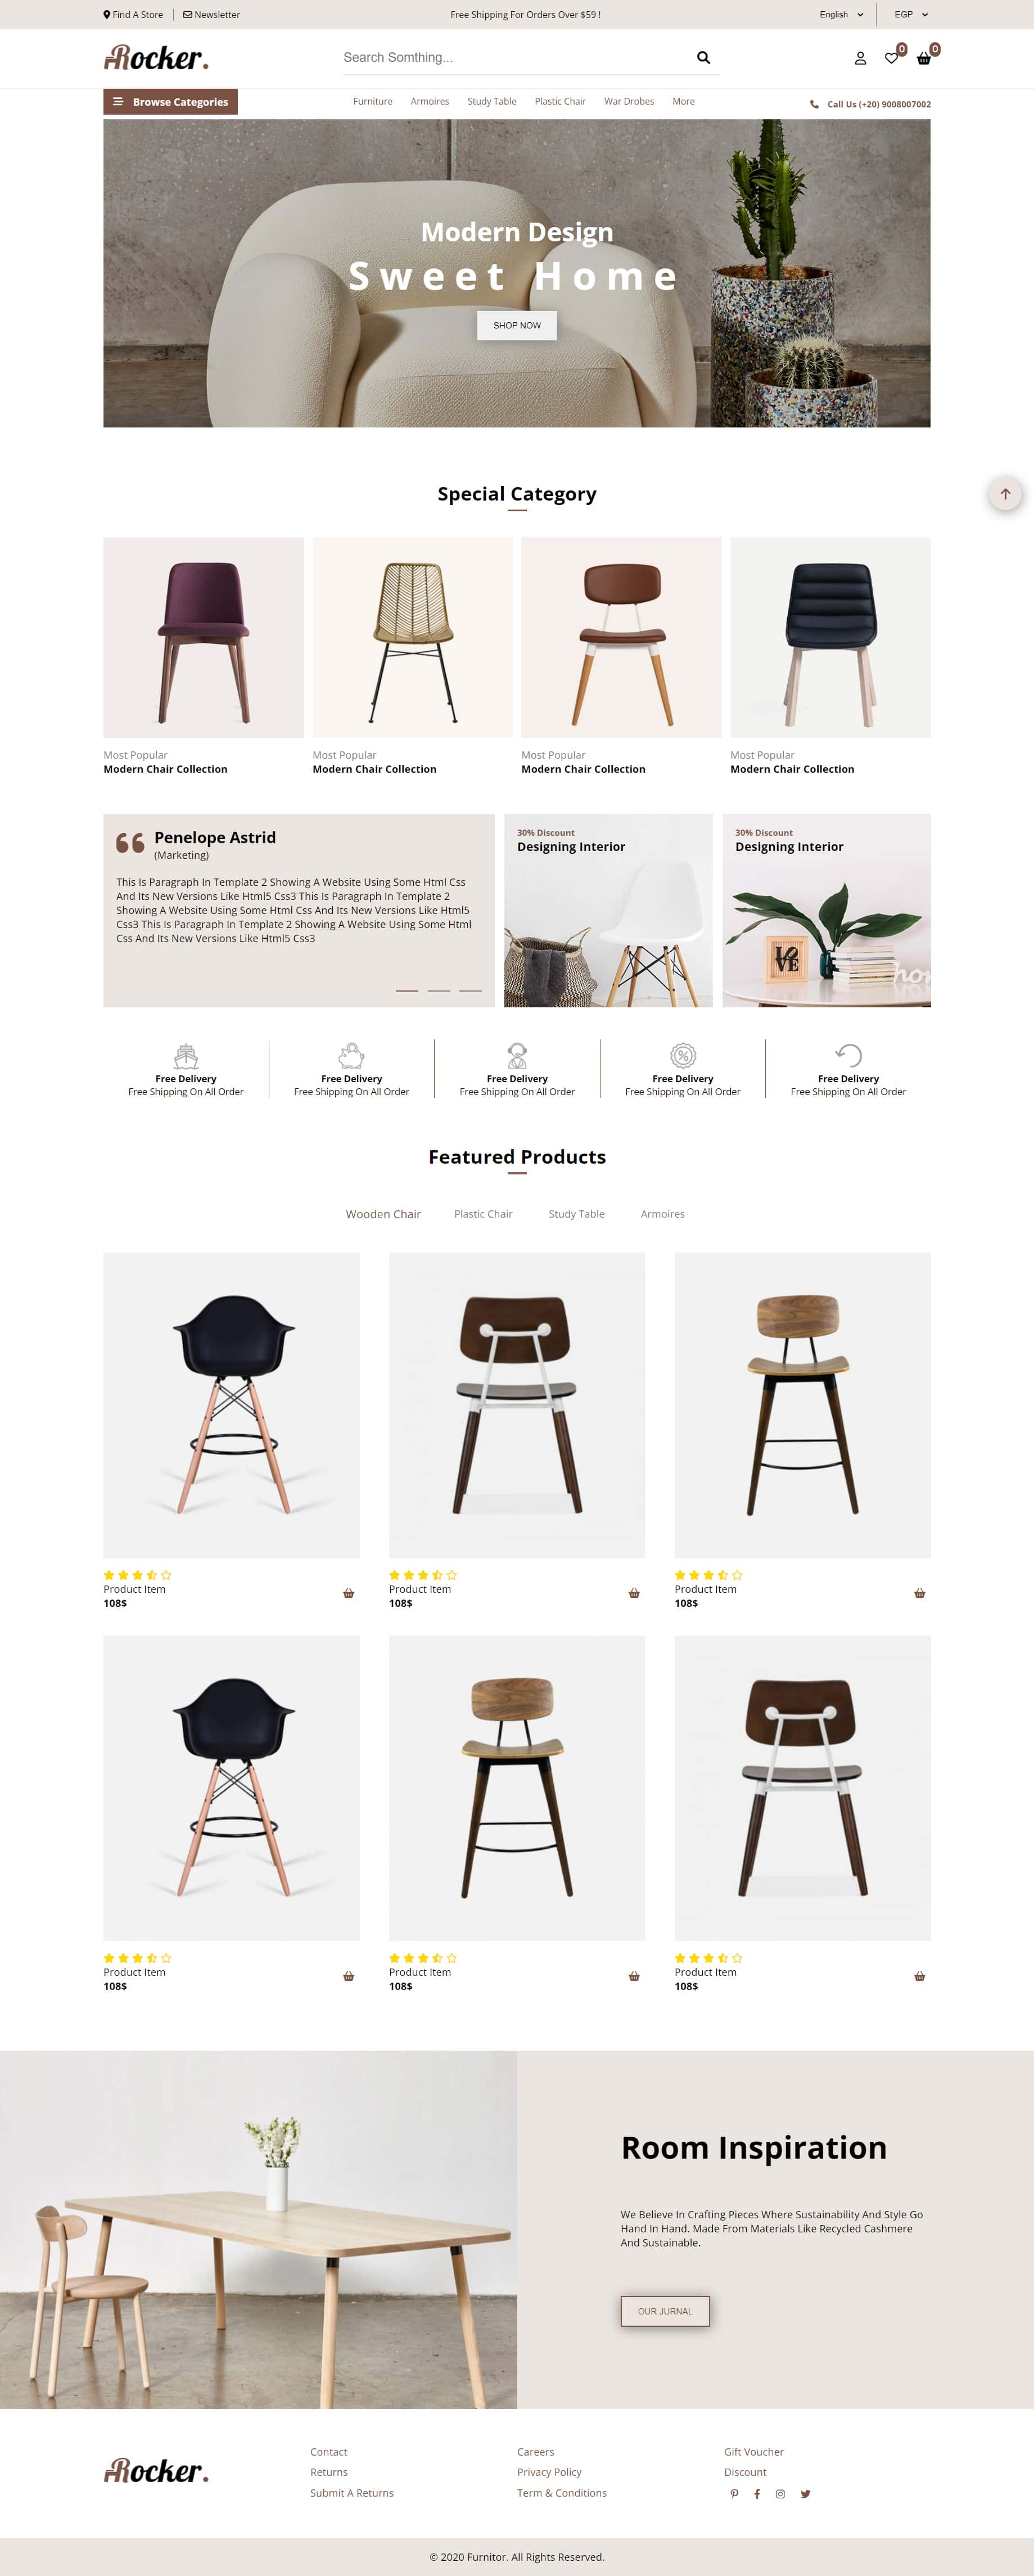 Find A Store
Newsletter
Free Shipping For Orders Over $59 !
English
EGP
Rocker.
Search Somthing...
0
0
Browse Categories
Furniture
Armoires
Study Table
Plastic Chair
War Drobes
More
Call Us (+20) 9008007002
Modern Design
Sweet Home
SHOP NOW
Special Category
Most Popular
Modern Chair Collection
Most Popular
Modern Chair Collection
Most Popular
Modern Chair Collection
Most Popular
Modern Chair Collection
Penelope Astrid
(Marketing)
This Is Paragraph In Template 2 Showing A Website Using Some Html Css
And Its New Versions Like Html5 Css3 This Is Paragraph In Template 2
Showing A Website Using Some Html Css And Its New Versions Like Html5
Css3 This Is Paragraph In Template 2 Showing A Website Using Some Html
Css And Its New Versions Like Html5 Css3
30% Discount
Designing Interior
30% Discount
Designing Interior
LOVE
hom
Free Delivery
Free Shipping On All Order
Free Delivery
Free Shipping On All Order
Free Delivery
Free Shipping On All Order
Free Delivery
Free Shipping On All Order
Free Delivery
Free Shipping On All Order
Featured Products
Wooden Chair
Plastic Chair
Study Table
Armoires
Product Item
108$
Product Item
108$
Product Item
108$
Product Item
108$
Product Item
108$
Product Item
108$
Room Inspiration
We Believe In Crafting Pieces Where Sustainability And Style Go
Hand In Hand. Made From Materials Like Recycled Cashmere
And Sustainable.
OUR JURNAL
Rocker.
Contact
Returns
Submit A Returns
Careers
Privacy Policy
Term & Conditions
Gift Voucher
Discount
© 2020 Furnitor. All Rights Reserved.